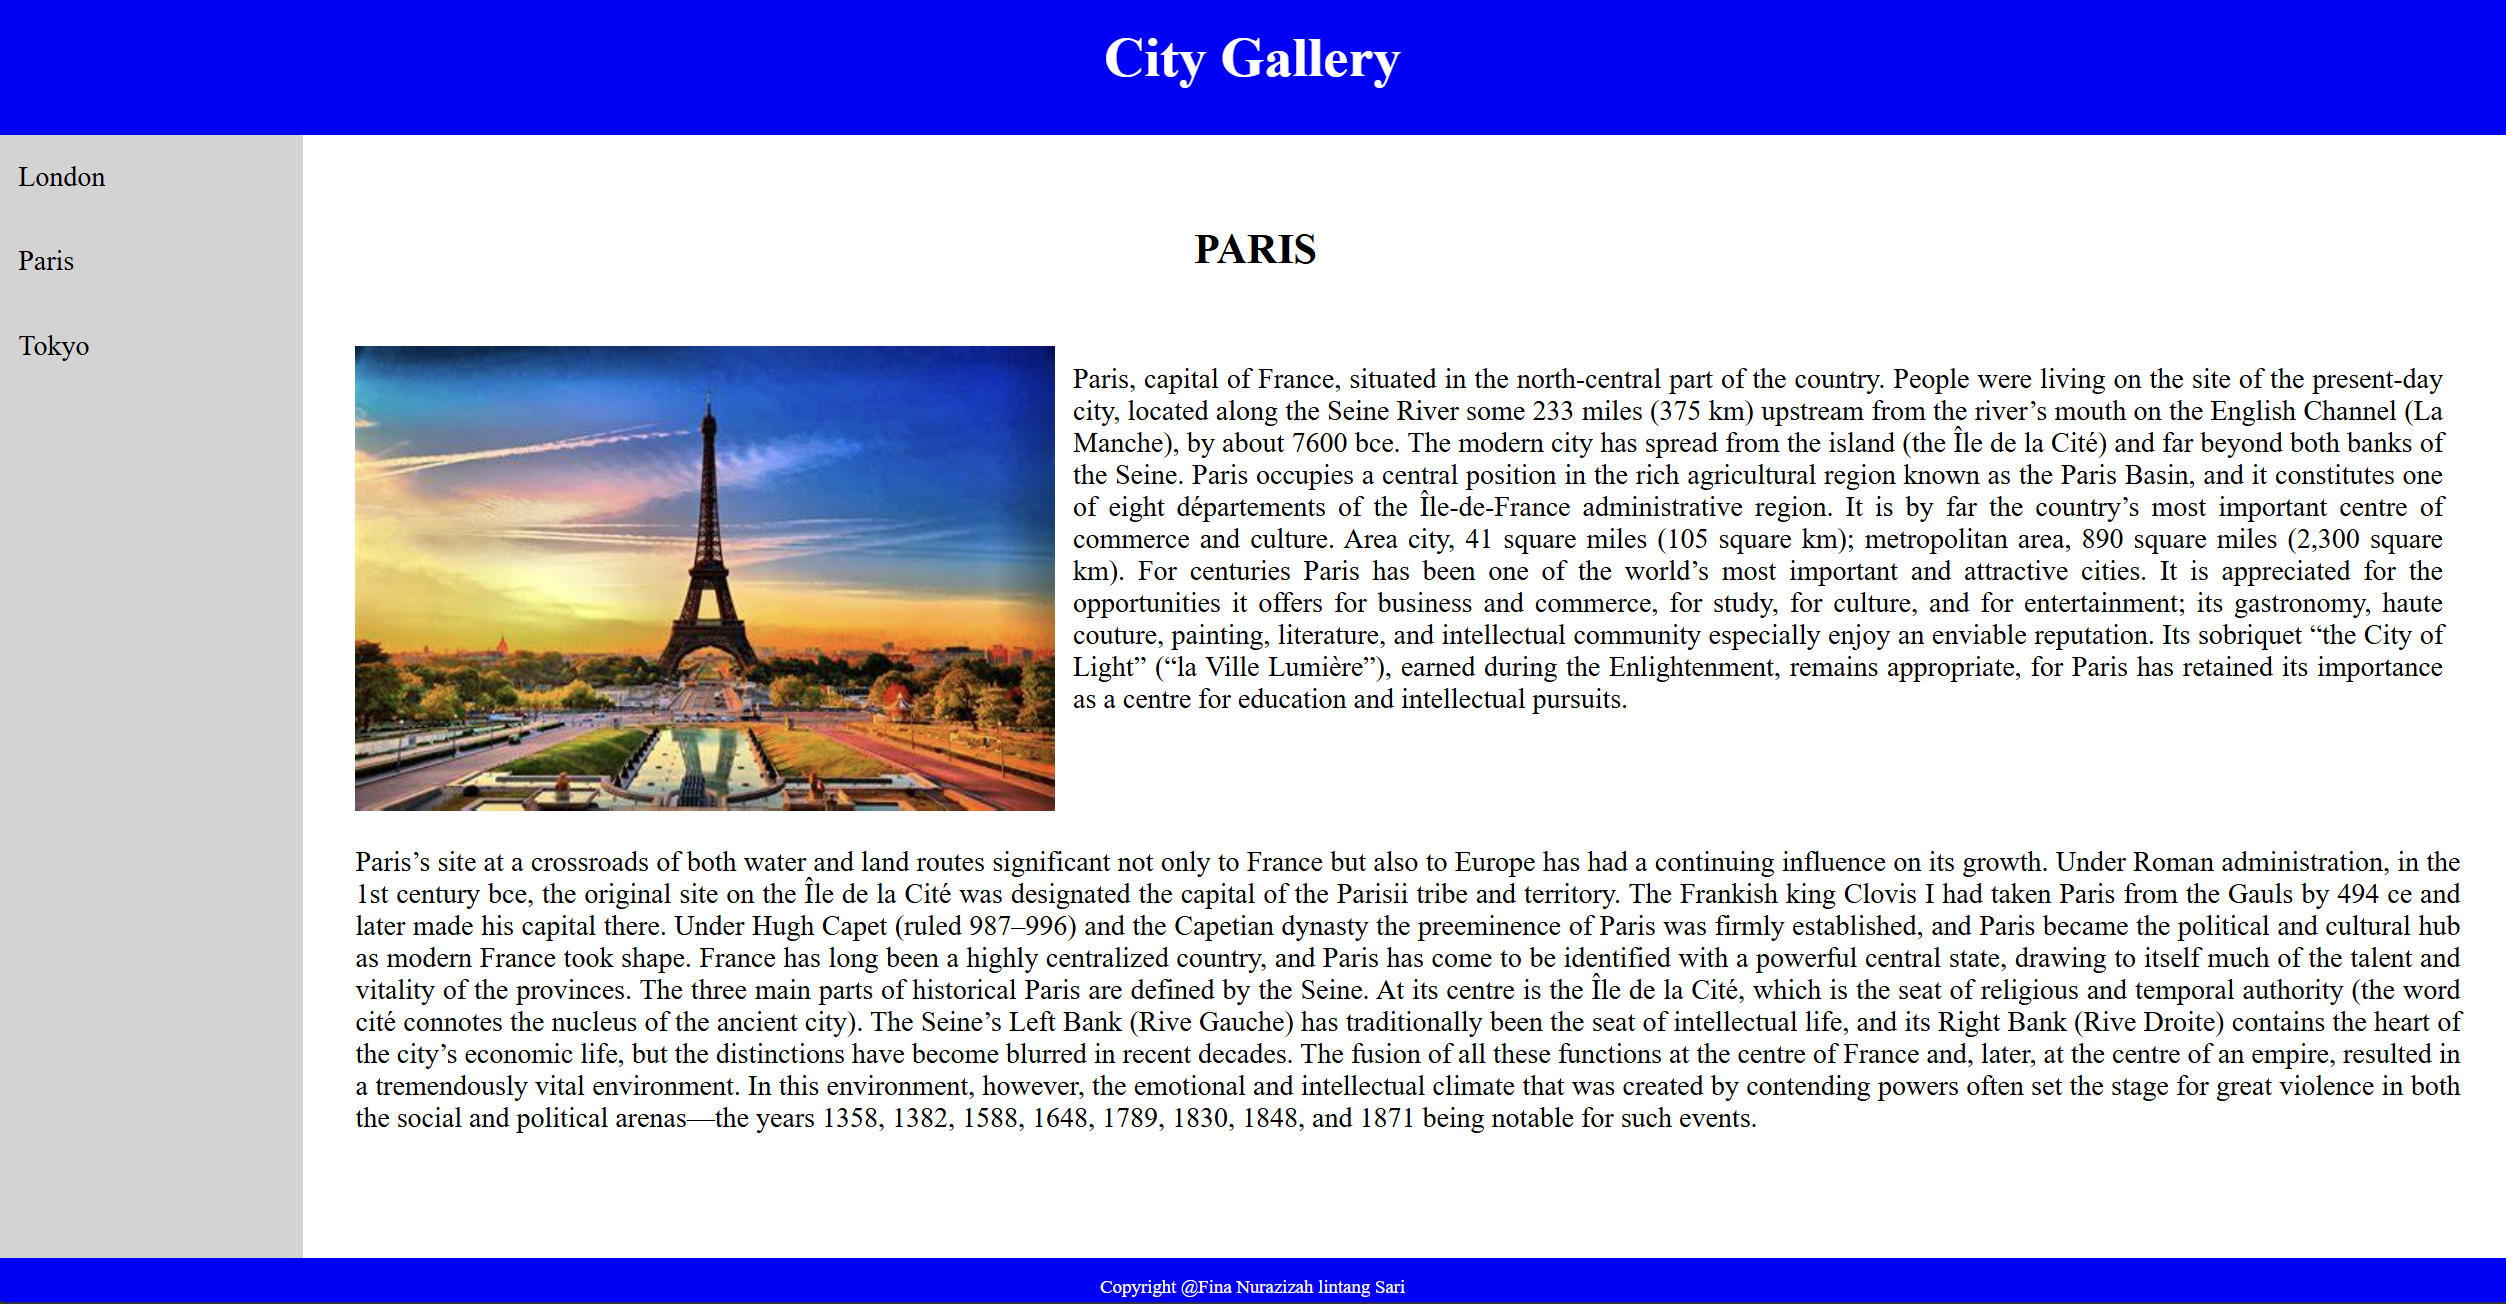 City Gallery
London
Paris
Tokyo
PARIS
Paris, capital of France, situated in the north-central part of the country. People were living on the site of the present-day
city, located along the Seine River some 233 miles (375 km) upstream from the river’s mouth on the English Channel (La
Manche), by about 7600 bce. The modern city has spread from the island (the Île de la Cité) and far beyond both banks of
the Seine. Paris occupies a central position in the rich agricultural region known as the Paris Basin, and it constitutes one
of eight départements of the Île-de-France administrative region. It is by far the country’s most important centre of
commerce and culture. Area city, 41 square miles (105 square km); metropolitan area, 890 square miles (2,300 square
km). For centuries Paris has been one of the world’s most important and attractive cities. It is appreciated for the
opportunities it offers for business and commerce, for study, for culture, and for entertainment; its gastronomy, haute
couture, painting, literature, and intellectual community especially enjoy an enviable reputation. Its sobriquet “the City of
Light” (“la Ville Lumière”), earned during the Enlightenment, remains appropriate, for Paris has retained its importance
as a centre for education and intellectual pursuits.
Paris’s site at a crossroads of both water and land routes significant not only to France but also to Europe has had a continuing influence on its growth. Under Roman administration, in the
1st century bce, the original site on the Île de la Cité was designated the capital of the Parisii tribe and territory. The Frankish king Clovis I had taken Paris from the Gauls by 494 ce and
later made his capital there. Under Hugh Capet (ruled 987–996) and the Capetian dynasty the preeminence of Paris was firmly established, and Paris became the political and cultural hub
as modern France took shape. France has long been a highly centralized country, and Paris has come to be identified with a powerful central state, drawing to itself much of the talent and
vitality of the provinces. The three main parts of historical Paris are defined by the Seine. At its centre is the Île de la Cité, which is the seat of religious and temporal authority (the word
cité connotes the nucleus of the ancient city). The Seine’s Left Bank (Rive Gauche) has traditionally been the seat of intellectual life, and its Right Bank (Rive Droite) contains the heart of
the city’s economic life, but the distinctions have become blurred in recent decades. The fusion of all these functions at the centre of France and, later, at the centre of an empire, resulted in
a tremendously vital environment. In this environment, however, the emotional and intellectual climate that was created by contending powers often set the stage for great violence in both
the social and political arenas—the years 1358, 1382, 1588, 1648, 1789, 1830, 1848, and 1871 being notable for such events.
Copyright @Fina Nurazizah lintang Sari